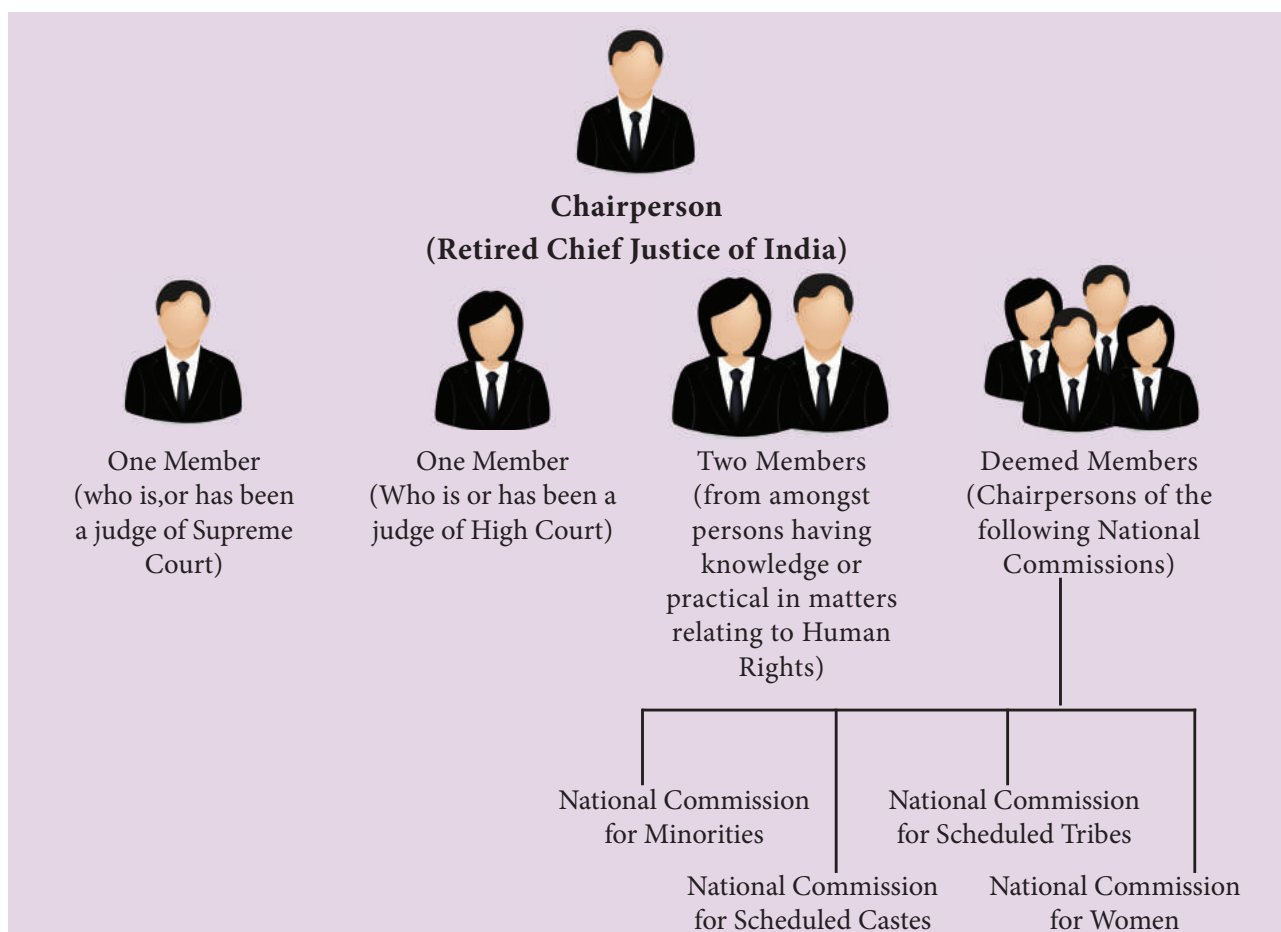 Chairperson
(Retired Chief Justice of India)
One Member
(who is,or has been
a judge of Supreme
Court)
One Member
(Who is or has been a
judge of High Court)
Two Members
(from amongst
persons having
knowledge or
practical in matters
relating to Human
Rights)
Deemed Members
(Chairpersons of the
following National
Commissions)
National Commission
for Minorities
National Commission
for Scheduled Tribes
National Commission
for Scheduled Castes
National Commission
for Women